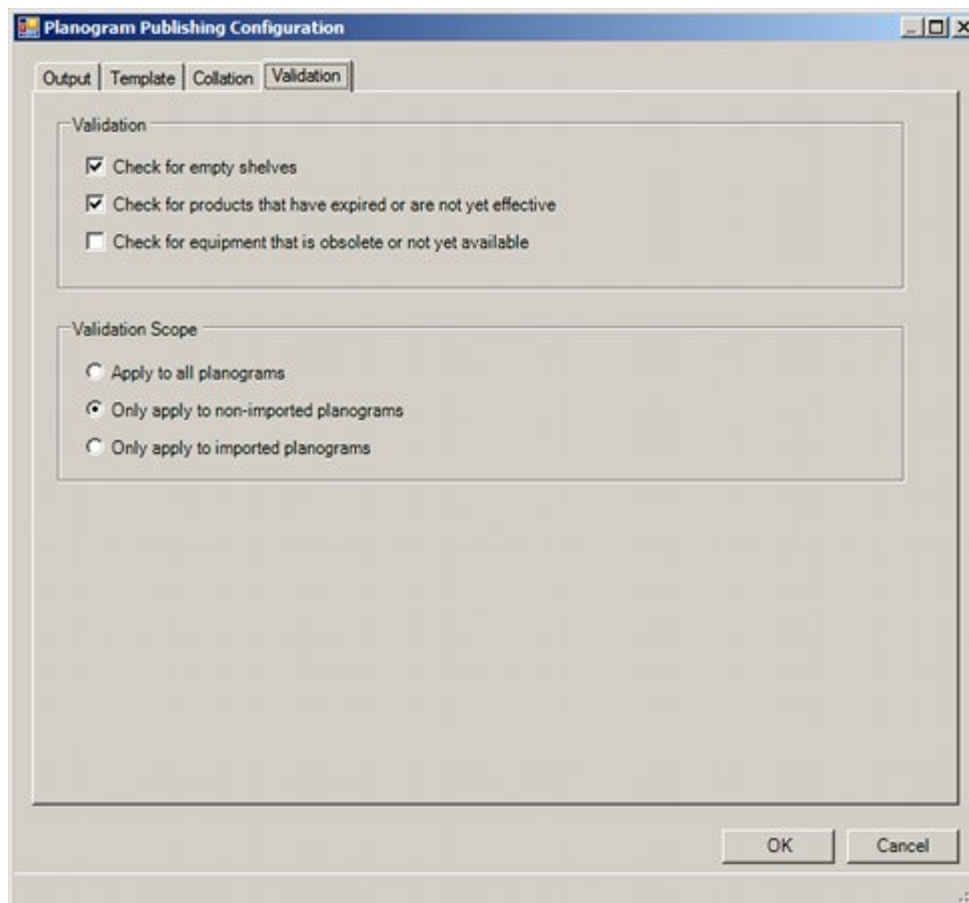 Planogram Publishing Configuration
Output Template Collation Validation
Validation
Check for empty shelves
Check for products that have expired or are not yet effective
Check for equipment that is obsolete or not yet available
Validation Scope
Apply to all planograms
Only apply to non-imported planograms
Only apply to imported planograms
OK Cancel